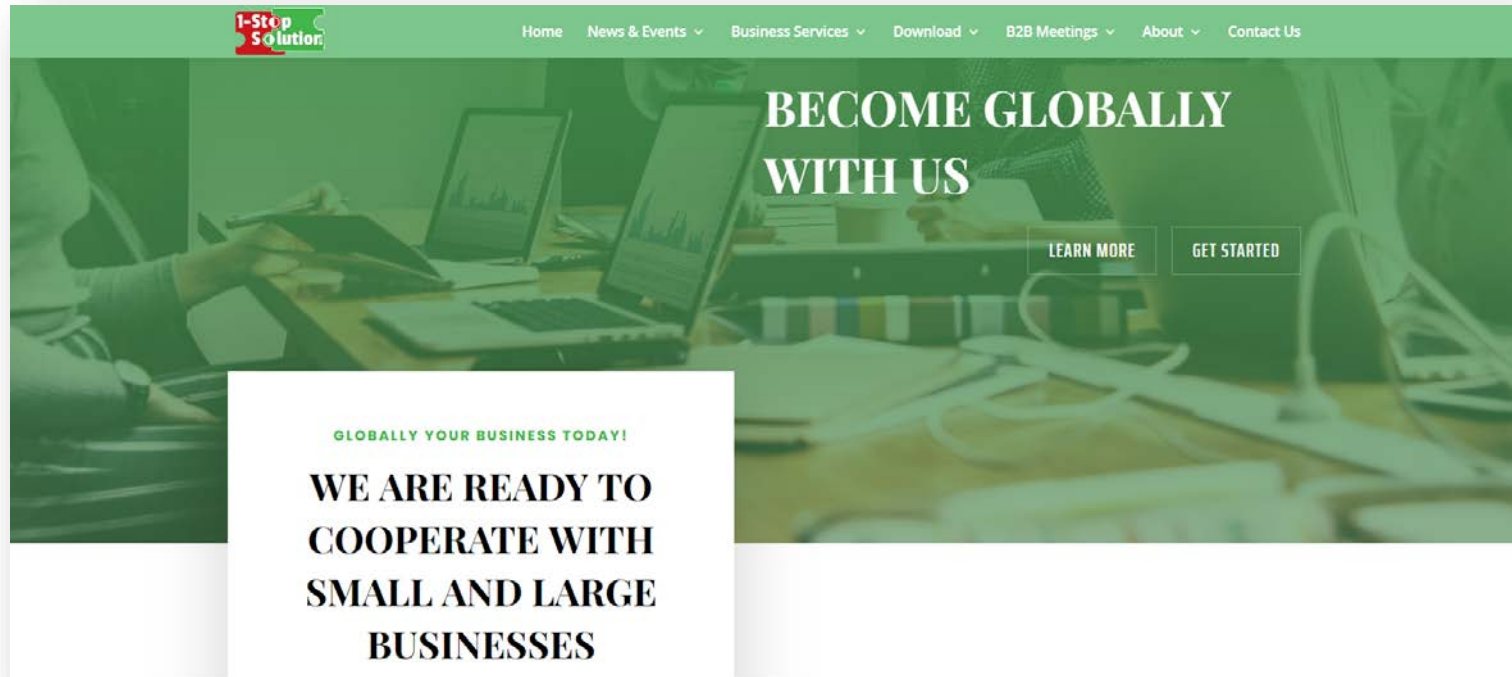 1-Stop
Solution
Home News & Events Business Services Download B2B Meetings About Contact Us
BECOME GLOBALLY
WITH US
LEARN MORE GET STARTED
GLOBALLY YOUR BUSINESS TODAY!
WE ARE READY TO
COOPERATE WITH
SMALL AND LARGE
BUSINESSES